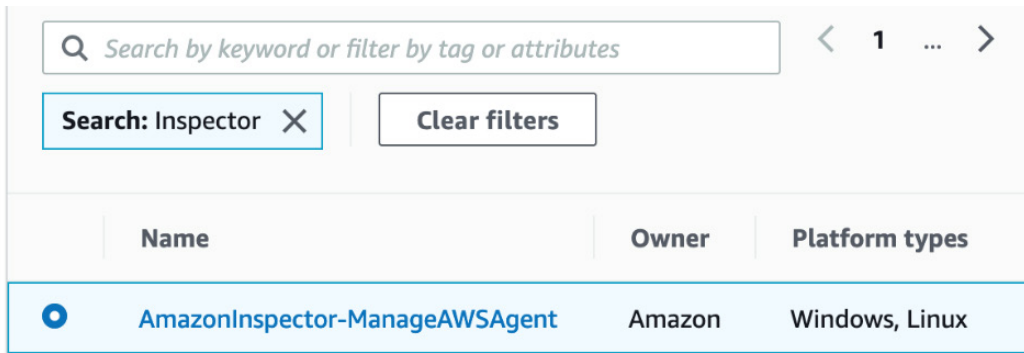 Search by keyword or filter by tag or attributes
1 ...
Search: Inspector
Clear filters
Name Owner Platform types
AmazonInspector-ManageAWSAgent Amazon Windows, Linux